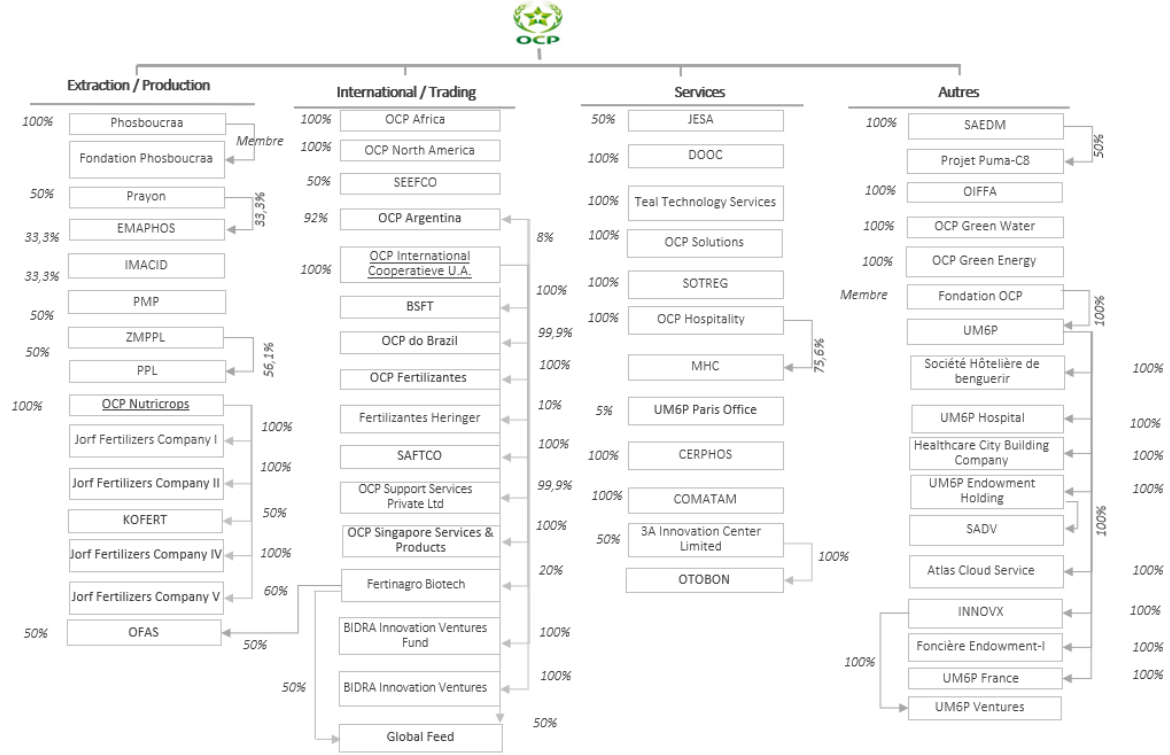 OCP
Extraction / Production
100%
Phosboucraa
Membre
Fondation Phosboucraa
50%
Prayon
33,3%
EMAPHOS
33,3%
IMACID
33,3%
PMP
50%
ZMPPL
56,1%
50%
PPL
100%
OCP Nutricrops
Jorf Fertilizers Company I
100%
Jorf Fertilizers Company II
100%
KOFERT
50%
Jorf Fertilizers Company IV
100%
Jorf Fertilizers Company V
60%
50%
OFAS
50%
International / Trading
100%
OCP Africa
100%
OCP North America
50%
SEEFCO
92%
OCP Argentina
8%
100%
OCP International
Cooperatieve U.A.
BSFT
100%
OCP do Brazil
99,9%
OCP Fertilizantes
100%
Fertilizantes Heringer
10%
SAFTCO
100%
OCP Support Services
Private Ltd
99,9%
OCP Singapore Services &
Products
100%
Fertinagro Biotech
20%
BIDRA Innovation Ventures
Fund
100%
BIDRA Innovation Ventures
100%
50%
Global Feed
50%
Services
50%
JESA
100%
DOOC
100%
Teal Technology Services
100%
OCP Solutions
100%
SOTREG
100%
OCP Hospitality
75,6%
MHC
5%
UM6P Paris Office
100%
CERPHOS
100%
COMATAM
50%
3A Innovation Center
Limited
100%
OTOBON
Autres
100%
SAEDM
50%
Projet Puma-C8
100%
OIFFA
100%
OCP Green Water
100%
OCP Green Energy
Membre
Fondation OCP
100%
UM6P
Société Hôtelière de
benguerir
100%
UM6P Hospital
100%
Healthcare City Building
Company
100%
UM6P Endowment
Holding
100%
SADV
100%
Atlas Cloud Service
100%
INNOVX
100%
Foncière Endowment-I
100%
100%
UM6P France
100%
UM6P Ventures